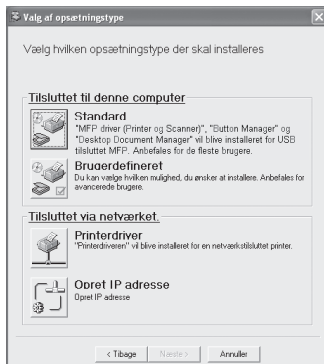 Valg af opsætningstype
Vælg hvilken opsætningstype der skal installeres
Tilsluttet til denne computer
Standard
"MFP driver (Printer og Scanner)", "Button Manager" og
"Desktop Document Manager" vil blive installeret for USB
tilsluttet MFP. Anbefales for de fleste brugere.
Brugerdefineret
Du kan vælge hvilken mulighed, du ønsker at installere. Anbefales for
avancerede brugere.
Tilsluttet via netværket.
Printerdriver
"Printerdriveren" vil blive installeret for en netværkstilsluttet printer.
Opret IP adresse
Opret IP adresse
< Tibage
Næste >
Annuller